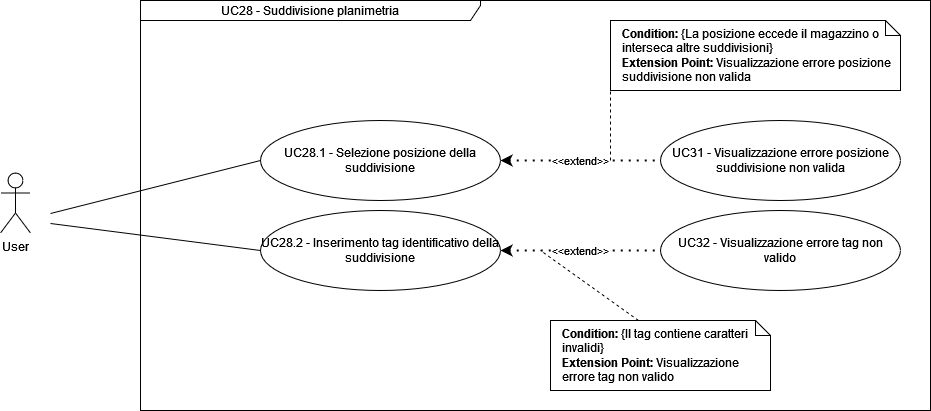 UC28 - Suddivisione planimetria
Condition: {La posizione eccede il magazzino o
interseca altre suddivisioni}
Extension Point: Visualizzazione errore posizione
suddivisione non valida
UC28.1 - Selezione posizione della
suddivisione
<<extend>>
UC31 - Visualizzazione errore posizione
suddivisione non valida
User
UC28.2 - Inserimento tag identificativo della
suddivisione
<<extend>>
UC32 - Visualizzazione errore tag non
valido
Condition: {Il tag contiene caratteri
invalidi}
Extension Point: Visualizzazione
errore tag non valido